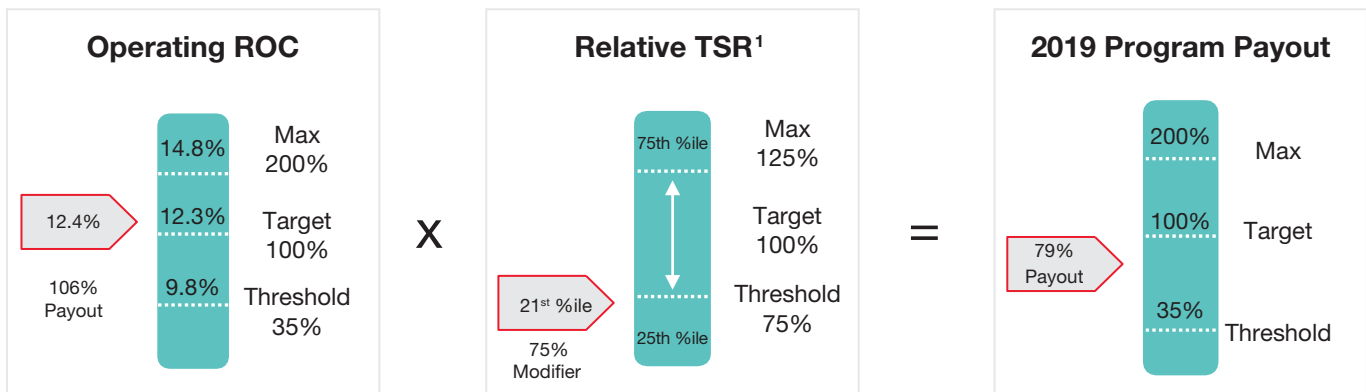 Operating ROC
14.8%
Max
200%
12.4%
12.3%
Target
100%
106%
Payout
9.8%
Threshold
35%
x
Relative TSR¹
75th %ile
Max
125%
Target
100%
21st %ile
75%
Modifier
Threshold
75%
25th %ile
=
2019 Program Payout
200%
Max
100%
Target
79%
Payout
35%
Threshold